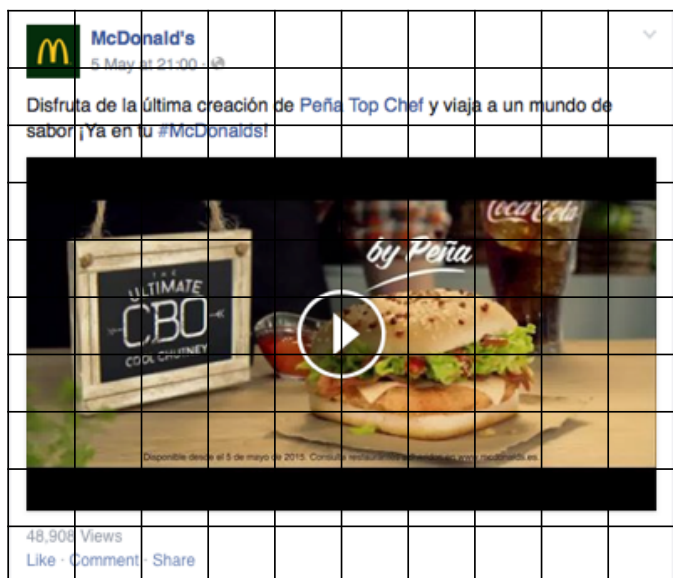 McDonald's
5 May at 21:00 ·
Disfruta de la última creación de Peña Top Chef y viaja a un mundo de
sabor ¡Ya en tu #McDonalds!
Coca-Cola
by Peña
THE
ULTIMATE
CBO
COOL CHUTNEY
Disponible desde el 5 de mayo de 2015. Consulta restaurantes adheridos en www.mcdonalds.es
48,908 Views
Like · Comment · Share